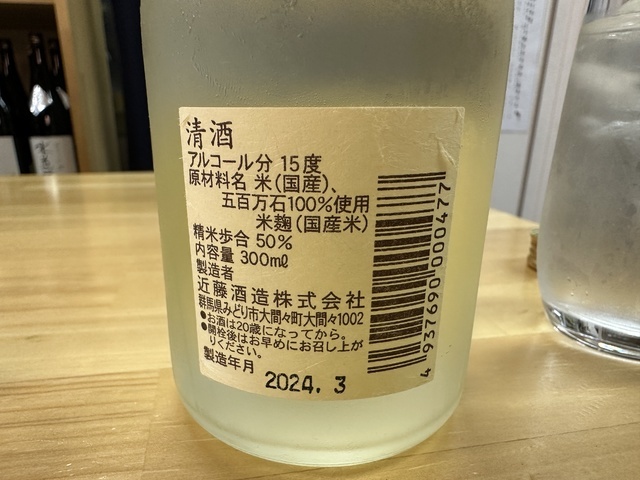 清酒
アルコール分 15度
原材料名 米(国産)、
五百万石100%使用
米麹(国産米)
精米歩合 50%
内容量 300ml
製造者
近藤酒造株式会社
群馬県みどり市大間々町大間々1002
●お酒は20歳になってから。
●開栓後はお早めにお召し上が
りください。
製造年月
2024. 3
4 937690 000477